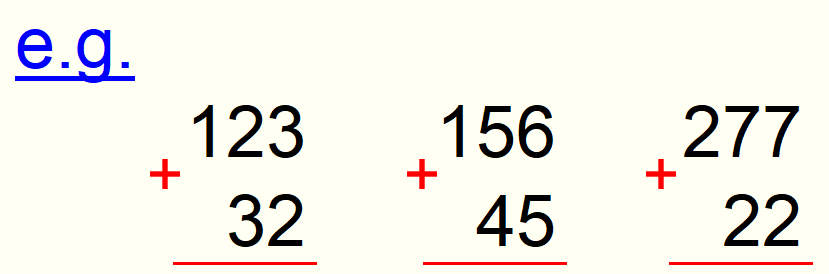 e.g.
123 156 277
+ + +
32 45 22